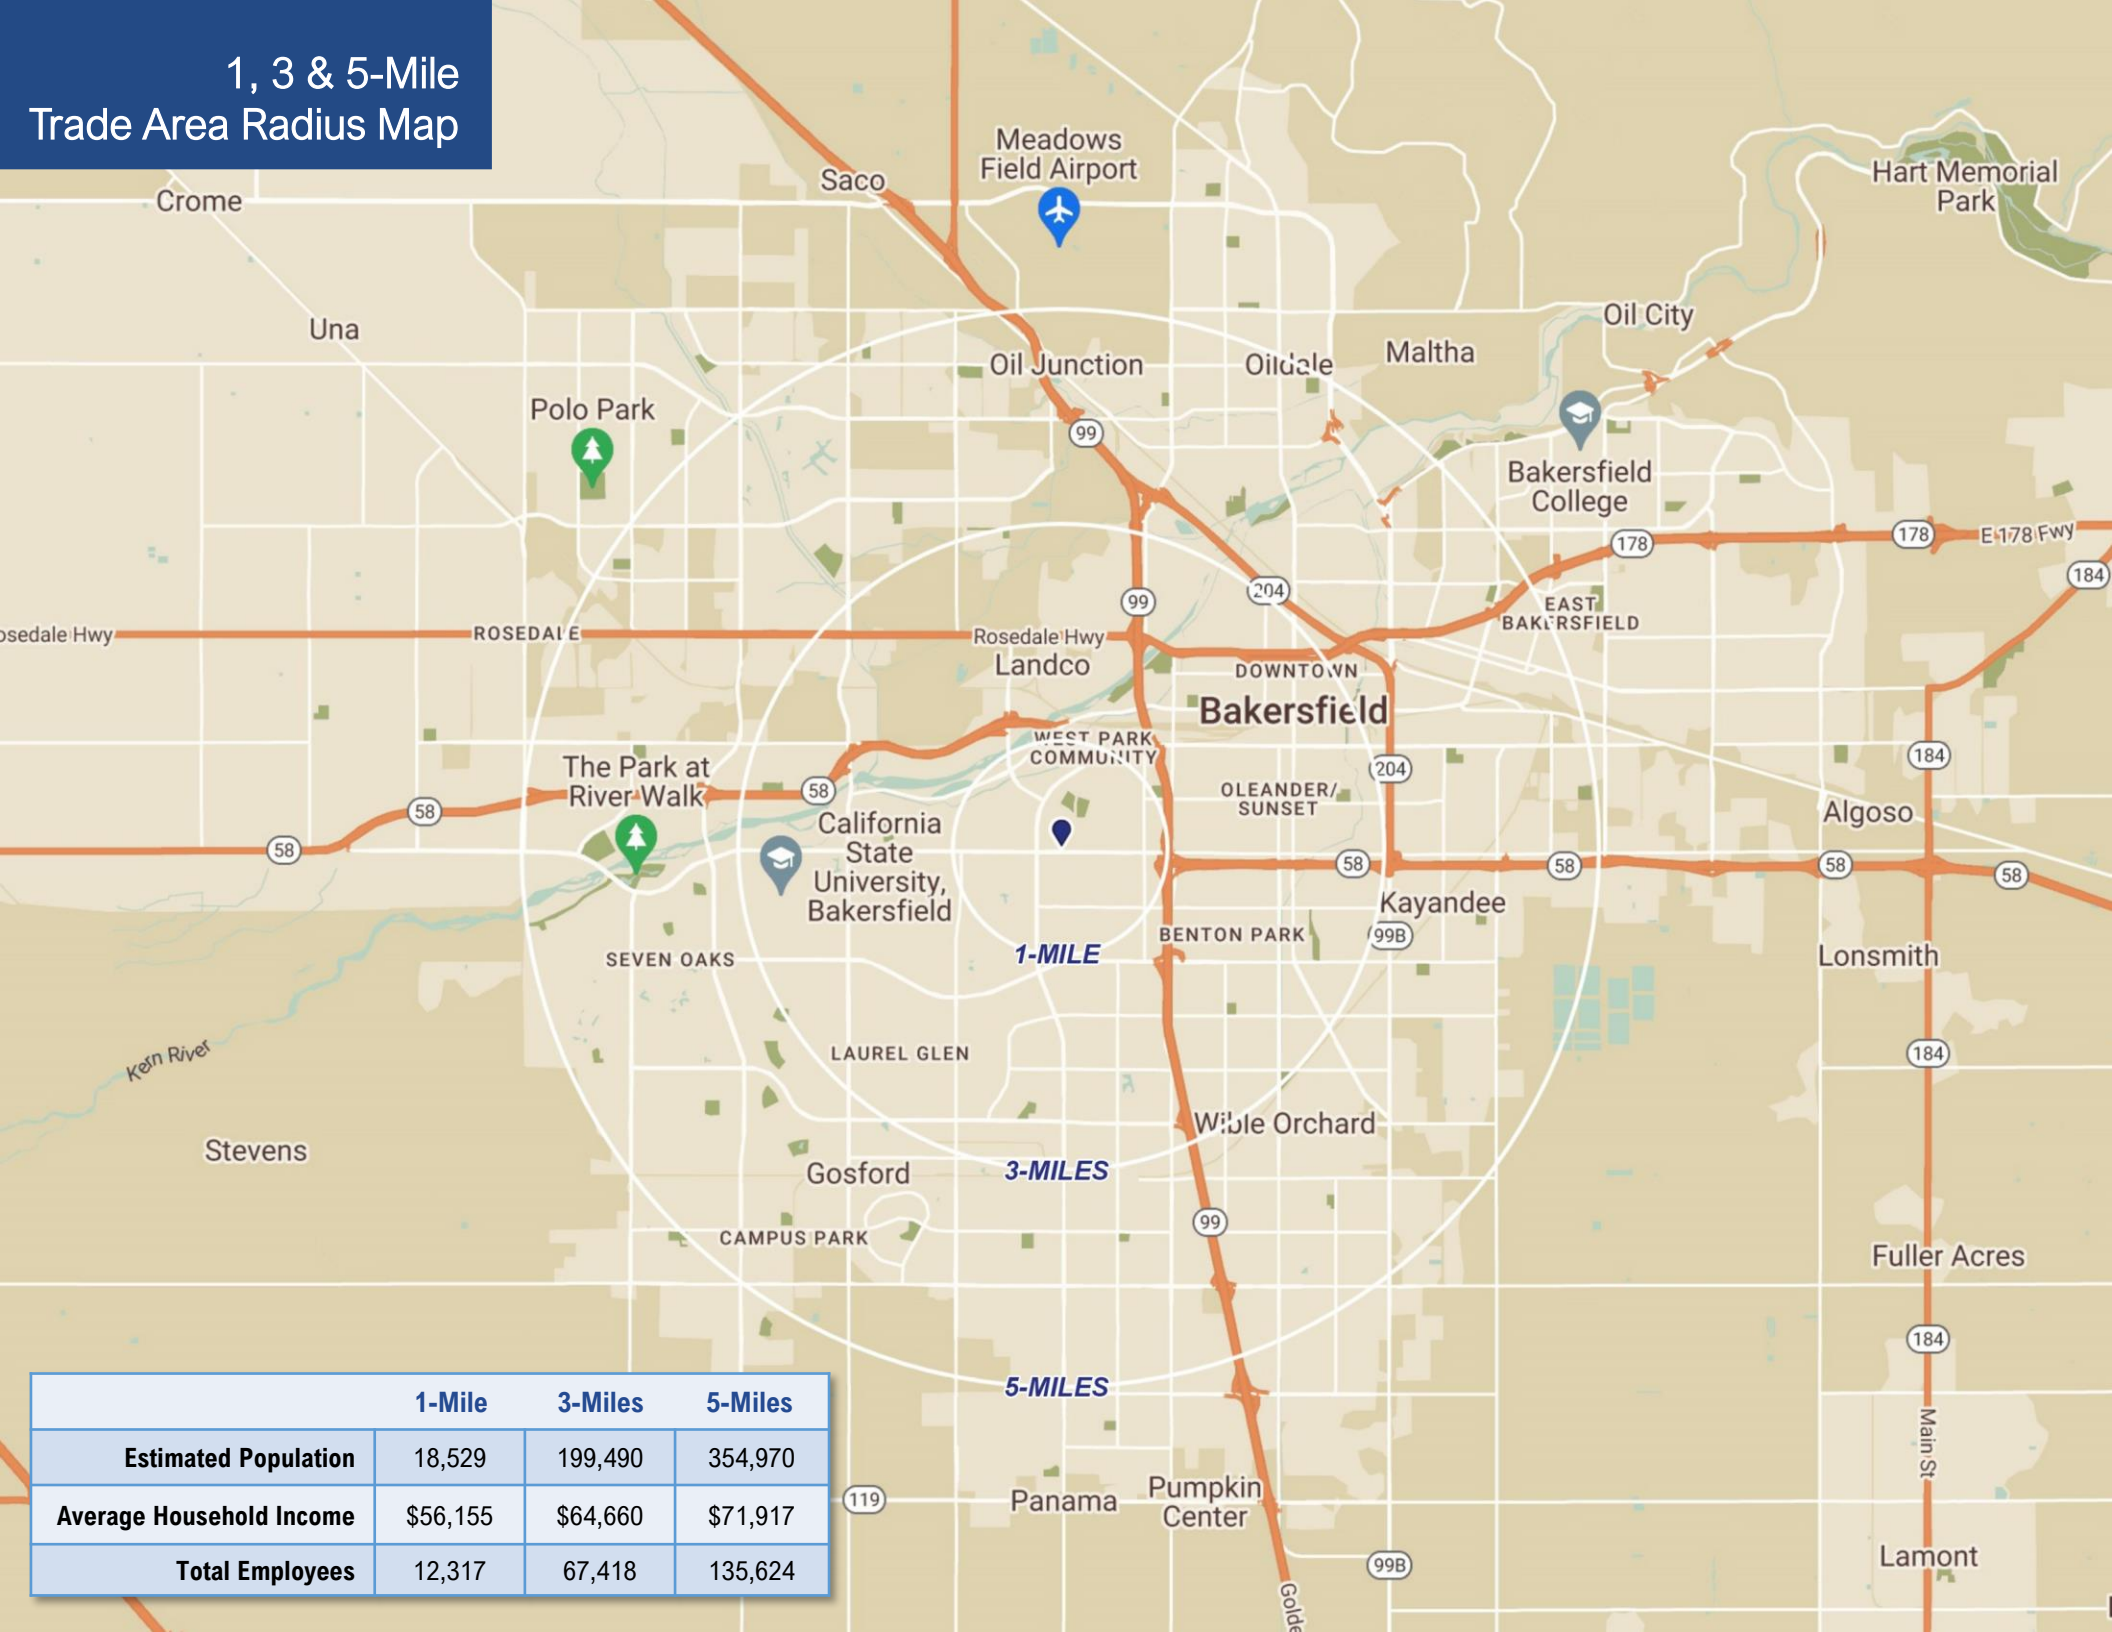 1, 3 & 5-Mile
Trade Area Radius Map
Meadows
Field Airport
Saco
Crome
Hart Memorial
Park
Una
Oil City
Oil Junction
Oildale
Maltha
Polo Park
99
Bakersfield
College
178
178
E 178 Fwy
184
99
204
EAST
BAKERSFIELD
osedale Hwy
ROSEDALE
Rosedale Hwy
Landco
DOWNTOWN
Bakersfield
WEST PARK
COMMUNITY
The Park at
River Walk
58
58
58
204
184
OLEANDER/
SUNSET
Algoso
California
State
University,
Bakersfield
58
58
58
58
Kayandee
99B
BENTON PARK
1-MILE
SEVEN OAKS
Lonsmith
Kern River
LAUREL GLEN
184
Wible Orchard
Stevens
Gosford
3-MILES
99
CAMPUS PARK
Fuller Acres
184
5-MILES
Main St
119
Panama
Pumpkin
Center
99B
Lamont
Golde
1-Mile 3-Miles 5-Miles
Estimated Population 18,529 199,490 354,970
Average Household Income $56,155 $64,660 $71,917
Total Employees 12,317 67,418 135,624